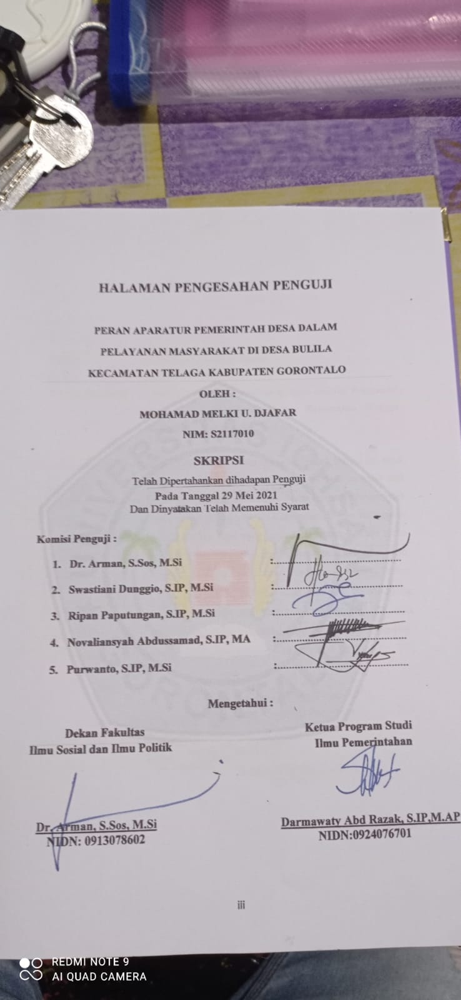 HALAMAN PENGESAHAN PENGUJI
PERAN APARATUR PEMERINTAH DESA DALAM
PELAYANAN MASYARAKAT DI DESA BULILA
KECAMATAN TELAGA KABUPATEN GORONTALO
OLEH :
MOHAMAD MELKI U. DJAFAR
NIM: S2117010
SKRIPSI
Telah Dipertahankan dihadapan Penguji
Pada Tanggal 29 Mei 2021
Dan Dinyatakan Telah Memenuhi Syarat
Komisi Penguji :
1. Dr. Arman, S.Sos, M.Si :
2. Swastiani Dunggio, S.IP, M.Si :
3. Ripan Paputungan, S.IP, M.Si :
4. Novaliansyah Abdussamad, S.IP, MA :
5. Purwanto, S.IP, M.Si :
Mengetahui :
Dekan Fakultas
Ilmu Sosial dan Ilmu Politik
Dr. Arman, S.Sos, M.Si
NIDN: 0913078602
Ketua Program Studi
Ilmu Pemerintahan
Darmawaty Abd Razak, S.IP,M.AP
NIDN:0924076701
iii
REDMI NOTE 9
AI QUAD CAMERA